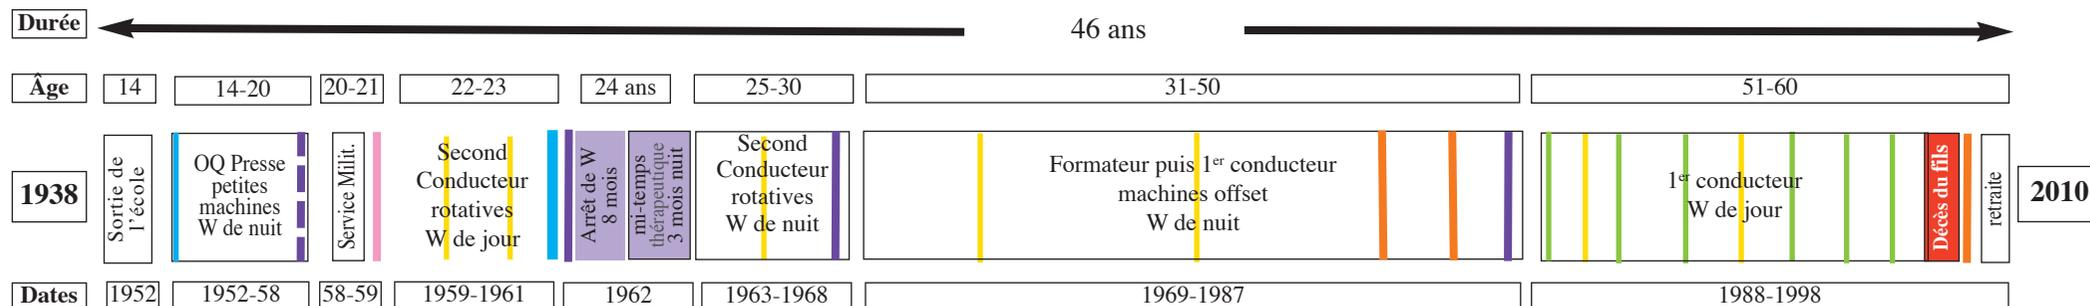 Durée
46 ans
Âge
14
14-20
20-21
22-23
24 ans
25-30
31-50
51-60
1938
Sortie de
l’école
OQ Presse
petites
machines
W de nuit
Service Milit.
Second
Conducteur
rotatives
W de jour
Arrêt de W
8 mois
mi-temps
thérapeutique
3 mois nuit
Second
Conducteur
rotatives
W de nuit
Formateur puis 1er conducteur
machines offset
W de nuit
1er conducteur
W de jour
Décès du fils
retraite
2010
Dates
1952
1952-58
58-59
1959-1961
1962
1963-1968
1969-1987
1988-1998